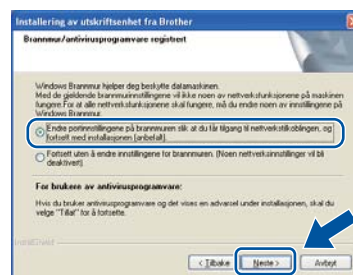 Installering av utskriftsenhet fra Brother
Brannmur/antivirusprogramvare registrert
Windows Brannmur hjelper deg beskytte datamaskinen.
Med de gjeldende brannmurinnstillingene vil ikke noen av nettverksfunksjonene på maskinen
fungere. For at alle nettverksfunksjonene skal fungere, må du endre noen av innstillingene på
Windows Brannmur.
Endre portinnstillingene på brannmuren slik at du får tilgang til nettverkstilkoblingen, og
fortsett med installasjonen (anbefalt).
Fortsett uten å endre innstillingene for brannmuren. (Noen nettverksinnstillinger vil bli
deaktivert)
For brukere av antivirusprogramvare:
Hvis du bruker antivirusprogramvare og det vises en advarsel under installasjonen, skal du
velge "Tillat" for å fortsette.
InstallShield
< Tilbake Neste > Avbryt